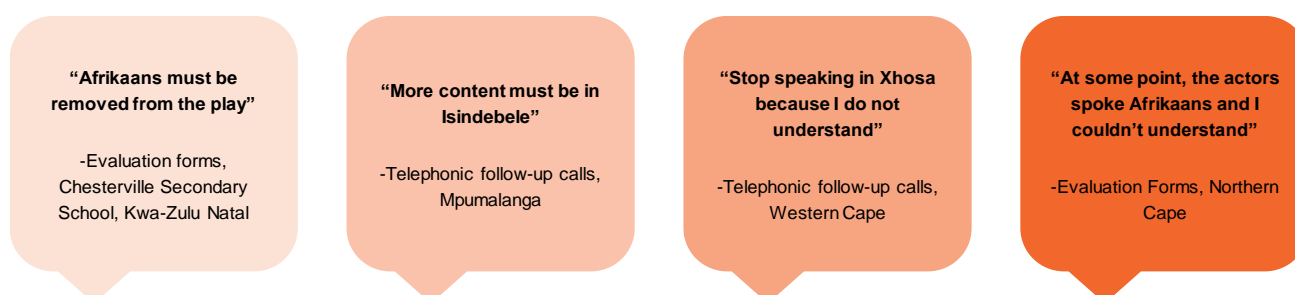 “Afrikaans must be
removed from the play”
-Evaluation forms,
Chesterville Secondary
School, Kwa-Zulu Natal
“More content must be in
Isindebele”
-Telephonic follow-up calls,
Mpumalanga
“Stop speaking in Xhosa
because I do not
understand”
-Telephonic follow-up calls,
Western Cape
“At some point, the actors
spoke Afrikaans and I
couldn’t understand”
-Evaluation Forms, Northern
Cape